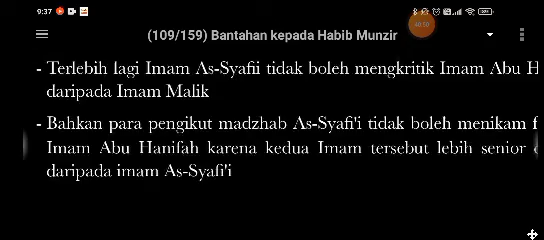 9:37
40:50
(109/159) Bantahan kepada Habib Munzir
- Terlebih lagi Imam As-Syafii tidak boleh mengkritik Imam Abu H
daripada Imam Malik
- Bahkan para pengikut madzhab As-Syafi'i tidak boleh menikam f
Imam Abu Hanifah karena kedua Imam tersebut lebih senior
daripada imam As-Syafi'i